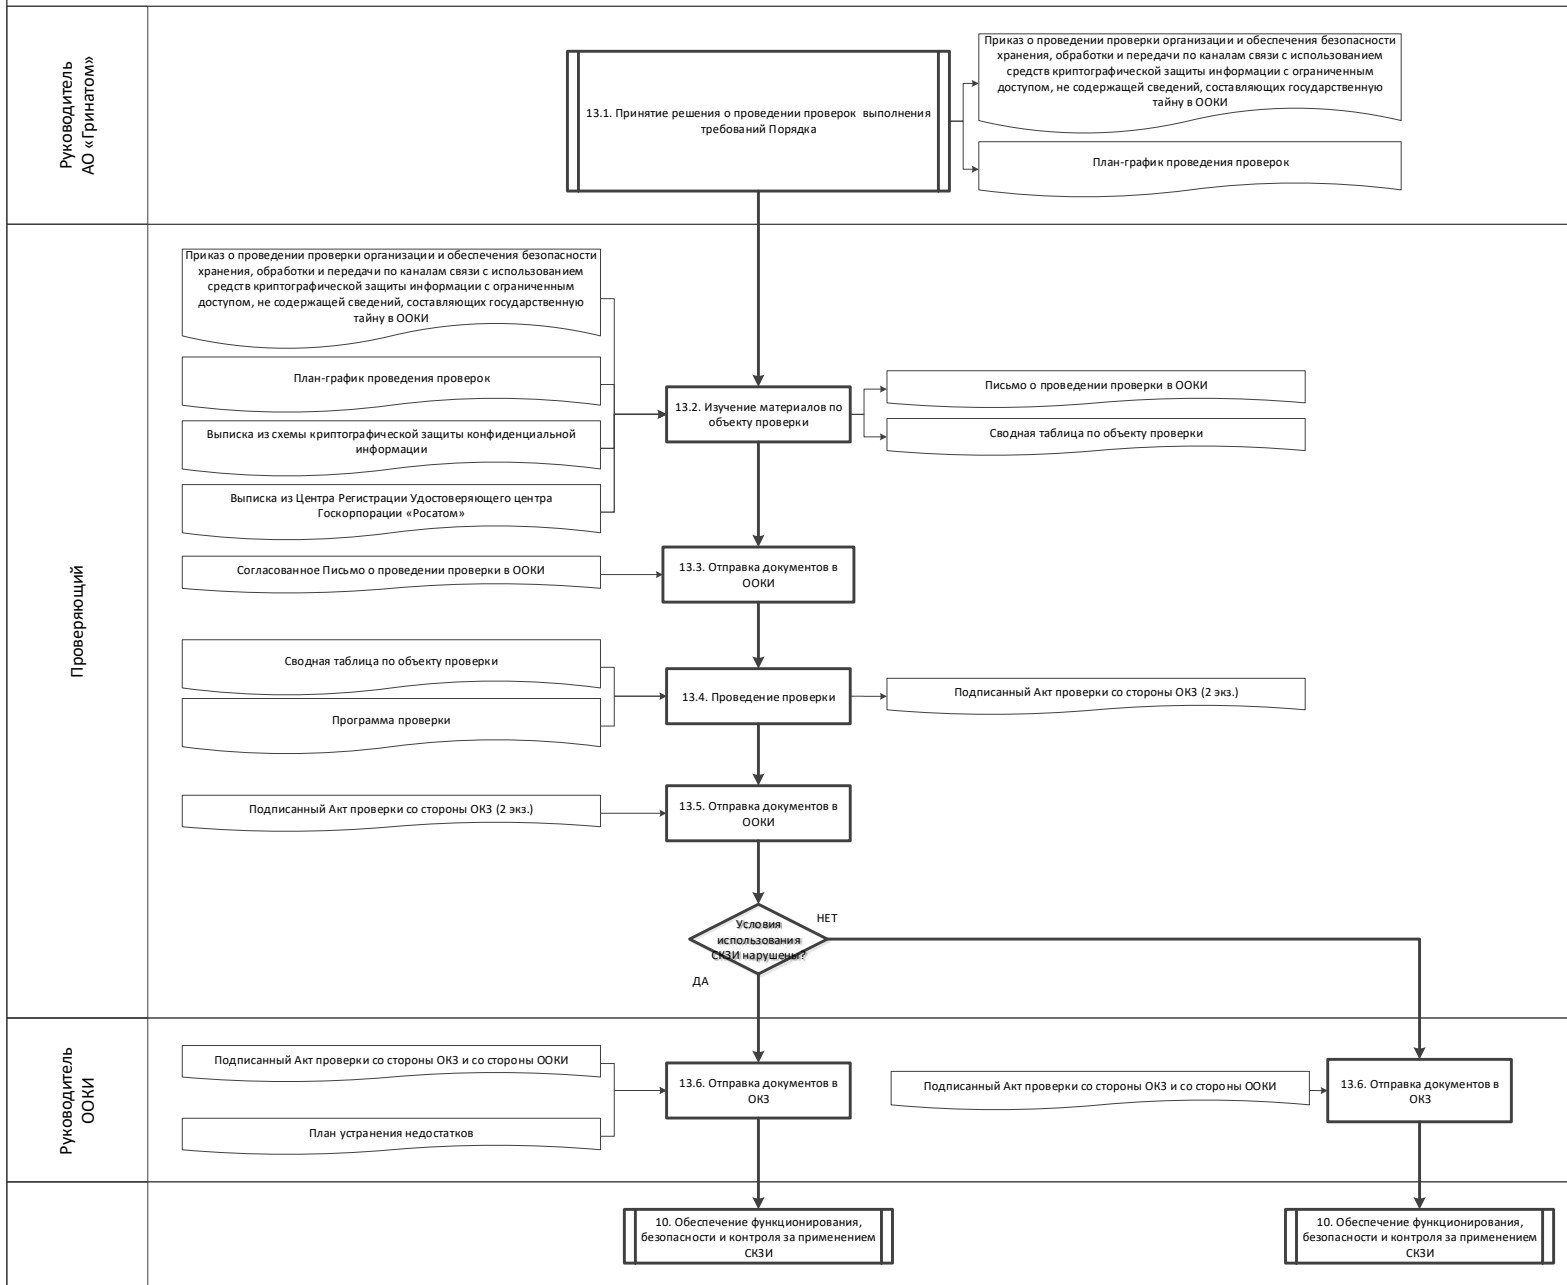 Руководитель
АО «Гринатом»
13.1. Принятие решения о проведении проверок выполнения
требований Порядка
Приказ о проведении проверки организации и обеспечения безопасности
хранения, обработки и передачи по каналам связи с использованием
средств криптографической защиты информации с ограниченным
доступом, не содержащей сведений, составляющих государственную
тайну в ООКИ
План-график проведения проверок
Проверяющий
Приказ о проведении проверки организации и обеспечения безопасности
хранения, обработки и передачи по каналам связи с использованием
средств криптографической защиты информации с ограниченным
доступом, не содержащей сведений, составляющих государственную
тайну в ООКИ
План-график проведения проверок
Выписка из схемы криптографической защиты конфиденциальной
информации
Выписка из Центра Регистрации Удостоверяющего центра
Госкорпорации «Росатом»
13.2. Изучение материалов по
объекту проверки
Письмо о проведении проверки в ООКИ
Сводная таблица по объекту проверки
Согласованное Письмо о проведении проверки в ООКИ
13.3. Отправка документов в
ООКИ
Сводная таблица по объекту проверки
Программа проверки
13.4. Проведение проверки
Подписанный Акт проверки со стороны ОКЗ (2 экз.)
Подписанный Акт проверки со стороны ОКЗ (2 экз.)
13.5. Отправка документов в
ООКИ
Условия
использования
СКЗИ нарушены?
НЕТ
ДА
Руководитель
ООКИ
Подписанный Акт проверки со стороны ОКЗ и со стороны ООКИ
План устранения недостатков
13.6. Отправка документов в
ОКЗ
Подписанный Акт проверки со стороны ОКЗ и со стороны ООКИ
13.6. Отправка документов в
ОКЗ
10. Обеспечение функционирования,
безопасности и контроля за применением
СКЗИ
10. Обеспечение функционирования,
безопасности и контроля за применением
СКЗИ